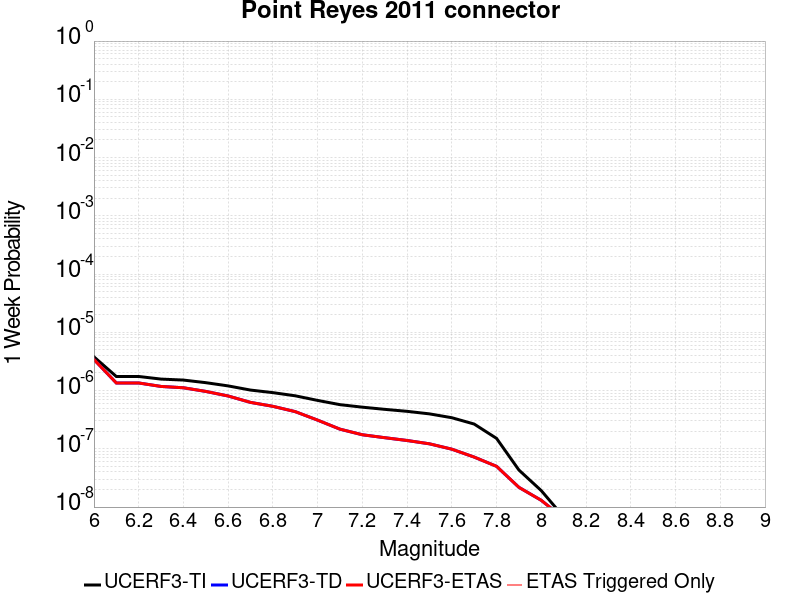 Point Reyes 2011 connector
10^0
10^-1
10^-2
10^-3
10^-4
10^-5
10^-6
10^-7
10^-8
1 Week Probability
6 6.2 6.4 6.6 6.8 7 7.2 7.4 7.6 7.8 8 8.2 8.4 8.6 8.8 9
Magnitude
UCERF3-TI UCERF3-TD UCERF3-ETAS ETAS Triggered Only